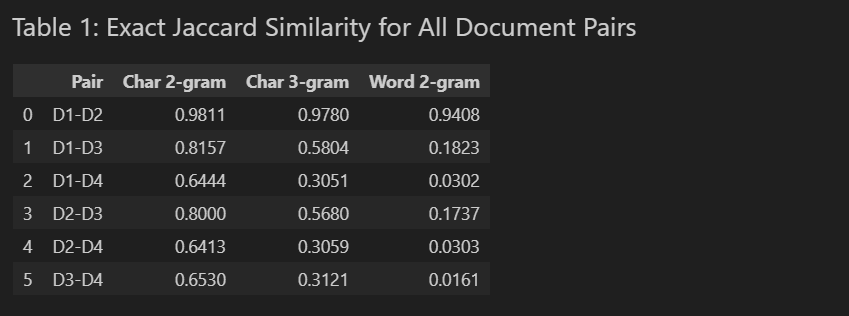 Table 1: Exact Jaccard Similarity for All Document Pairs
Pair Char 2-gram Char 3-gram Word 2-gram
0 D1-D2 0.9811 0.9780 0.9408
1 D1-D3 0.8157 0.5804 0.1823
2 D1-D4 0.6444 0.3051 0.0302
3 D2-D3 0.8000 0.5680 0.1737
4 D2-D4 0.6413 0.3059 0.0303
5 D3-D4 0.6530 0.3121 0.0161